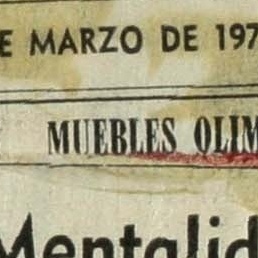 E MARZO DE 197
MUEBLES OLIM
Mentalid